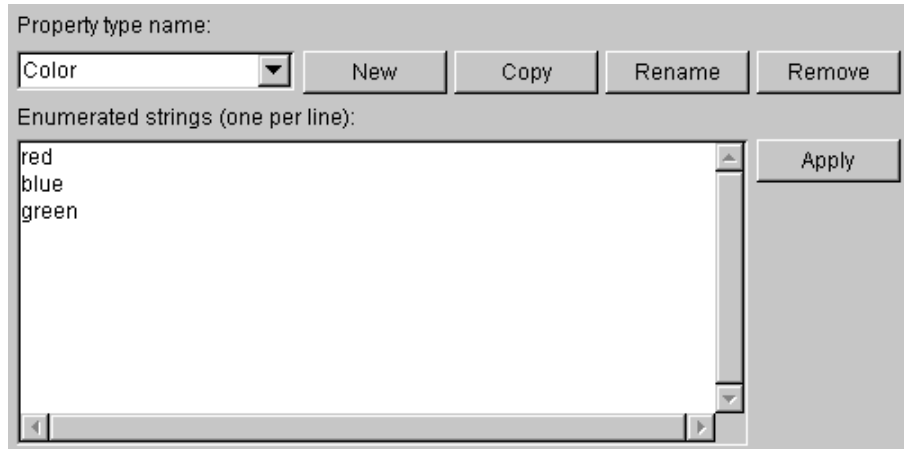 Property type name:
Color New Copy Rename Remove
Enumerated strings (one per line):
red
blue
green
Apply